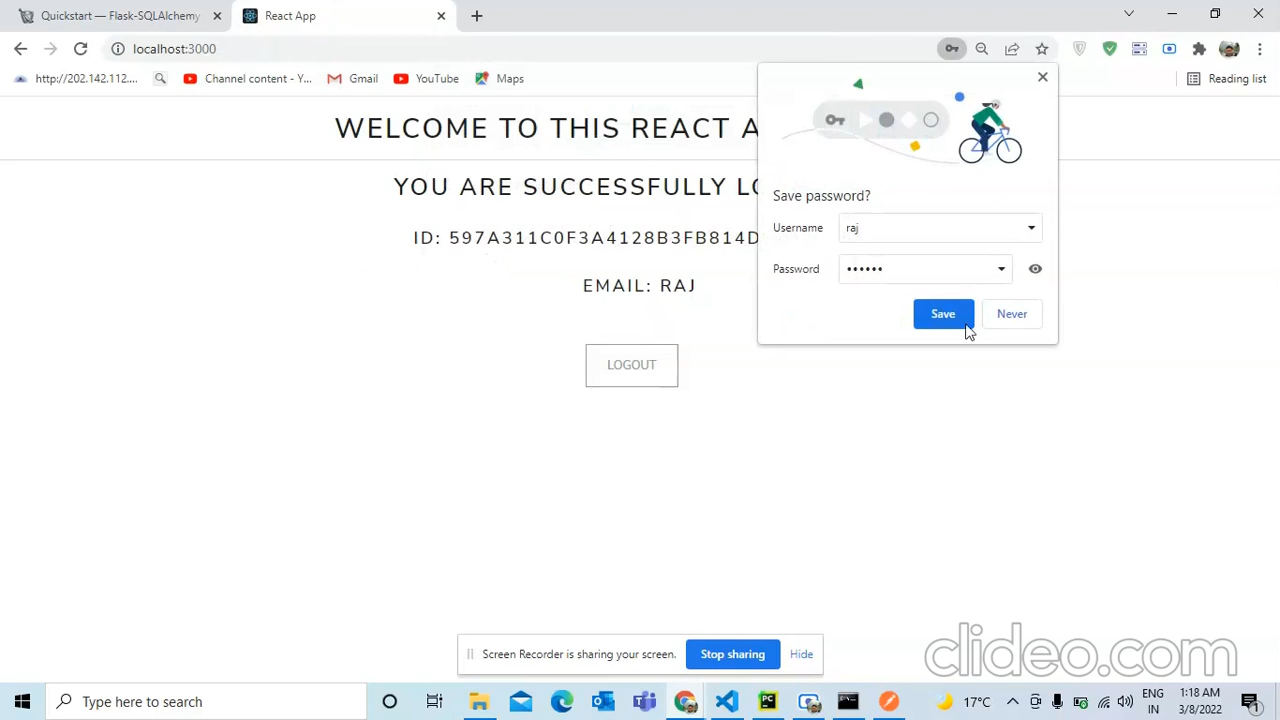 Quickstart — Flask-SQLAlchemy
React App
localhost:3000
http://202.142.112....
Channel content - Y...
Gmail
YouTube
Maps
Reading list
WELCOME TO THIS REACT A
YOU ARE SUCCESSFULLY LO
ID: 597A311C0F3A4128B3FB814D
EMAIL: RAJ
LOGOUT
Save password?
Username
raj
Password
••••••
Save
Never
Screen Recorder is sharing your screen.
Stop sharing
Hide
clideo.com
Type here to search
PC
17°C
ENG
IN
1:18 AM
3/8/2022
1